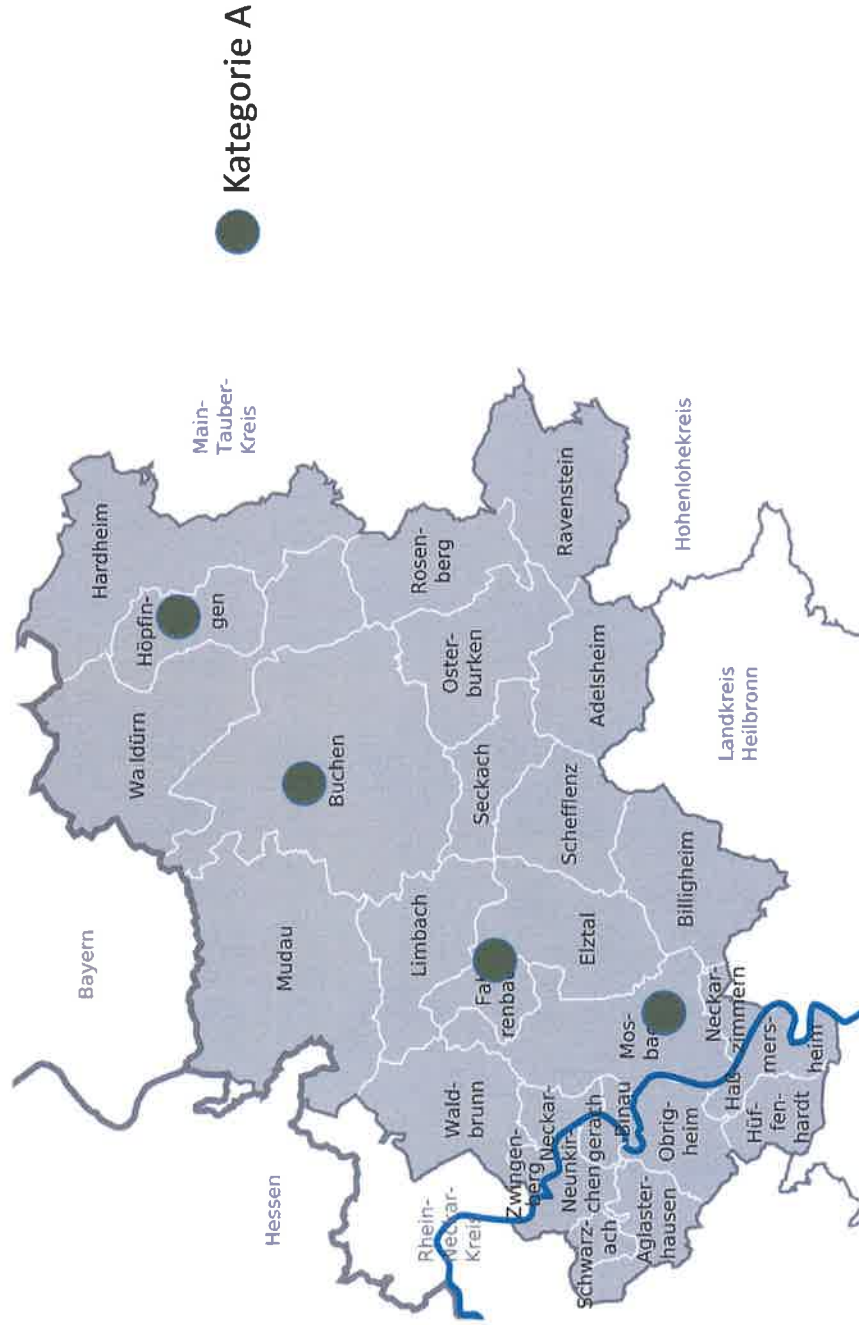 Hessen
Bayern
Rhein-
Neckar-
Kreis
Main-
Tauber-
Kreis
Hohenlohekreis
Landkreis
Heilbronn
Hardheim
Höpfin-
gen
Walldürn
Buchen
Mudau
Limbach
Rosen-
berg
Ravenstein
Oster-
burken
Adelsheim
Seckach
Schefflenz
Billigheim
Elztal
Mos-
Wald-
brunn
Zwingen-
berg
Neckar-
gerach
Neunkir-
chen
Schwarz-
ach
Binau
Obrig-
heim
Aglaster-
hausen
Neckar-
zimmern
Haß-
mers-
heim
Hüf-
fen-
hardt
Kategorie A